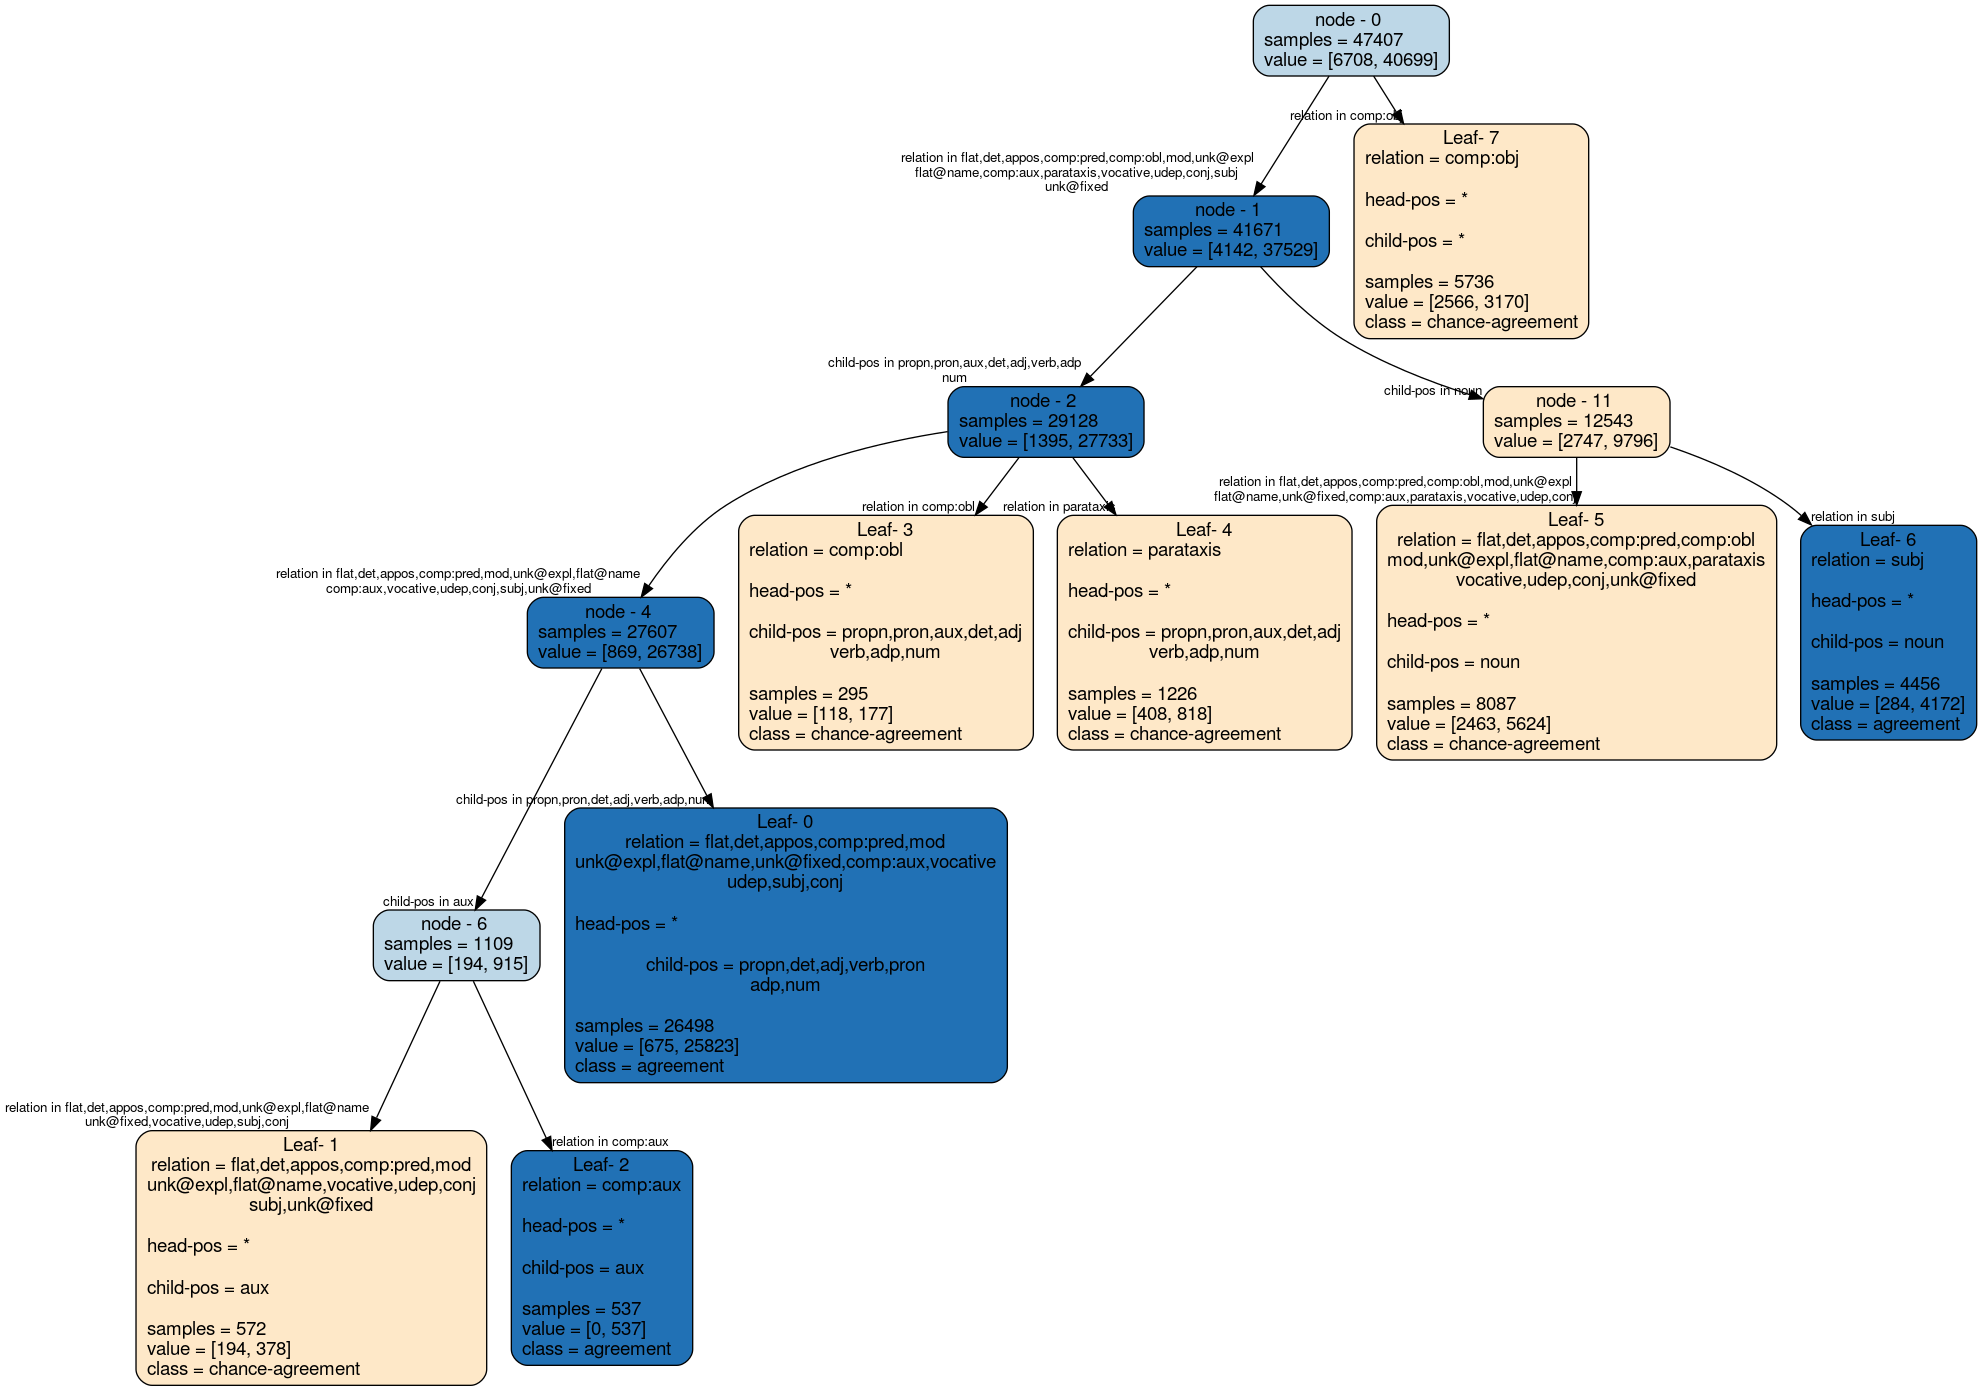 node - 0
samples = 47407
value = [6708, 40699]
relation in comp:obj
Leaf- 7
relation = comp:obj
head-pos = *
child-pos = *
samples = 5736
value = [2566, 3170]
class = chance-agreement
relation in flat,det,appos,comp:pred,comp:obl,mod,unk@expl
flat@name,comp:aux,parataxis,vocative,udep,conj,subj
unk@fixed
node - 1
samples = 41671
value = [4142, 37529]
child-pos in propn,pron,aux,det,adj,verb,adp
num
node - 2
samples = 29128
value = [1395, 27733]
child-pos in noun
node - 11
samples = 12543
value = [2747, 9796]
relation in flat,det,appos,comp:pred,mod,unk@expl,flat@name
comp:aux,vocative,udep,conj,subj,unk@fixed
node - 4
samples = 27607
value = [869, 26738]
relation in comp:obl
Leaf- 3
relation = comp:obl
head-pos = *
child-pos = propn,pron,aux,det,adj
verb,adp,num
samples = 295
value = [118, 177]
class = chance-agreement
relation in parataxis
Leaf- 4
relation = parataxis
head-pos = *
child-pos = propn,pron,aux,det,adj
verb,adp,num
samples = 1226
value = [408, 818]
class = chance-agreement
relation in flat,det,appos,comp:pred,comp:obl,mod,unk@expl
flat@name,unk@fixed,comp:aux,parataxis,vocative,udep,conj
Leaf- 5
relation = flat,det,appos,comp:pred,comp:obl
mod,unk@expl,flat@name,comp:aux,parataxis
vocative,udep,conj,unk@fixed
head-pos = *
child-pos = noun
samples = 8087
value = [2463, 5624]
class = chance-agreement
relation in subj
Leaf- 6
relation = subj
head-pos = *
child-pos = noun
samples = 4456
value = [284, 4172]
class = agreement
child-pos in aux
node - 6
samples = 1109
value = [194, 915]
child-pos in propn,pron,det,adj,verb,adp,num
Leaf- 0
relation = flat,det,appos,comp:pred,mod
unk@expl,flat@name,unk@fixed,comp:aux,vocative
udep,subj,conj
head-pos = *
child-pos = propn,det,adj,verb,pron
adp,num
samples = 26498
value = [675, 25823]
class = agreement
relation in flat,det,appos,comp:pred,mod,unk@expl,flat@name
unk@fixed,vocative,udep,subj,conj
Leaf- 1
relation = flat,det,appos,comp:pred,mod
unk@expl,flat@name,vocative,udep,conj
subj,unk@fixed
head-pos = *
child-pos = aux
samples = 572
value = [194, 378]
class = chance-agreement
relation in comp:aux
Leaf- 2
relation = comp:aux
head-pos = *
child-pos = aux
samples = 537
value = [0, 537]
class = agreement